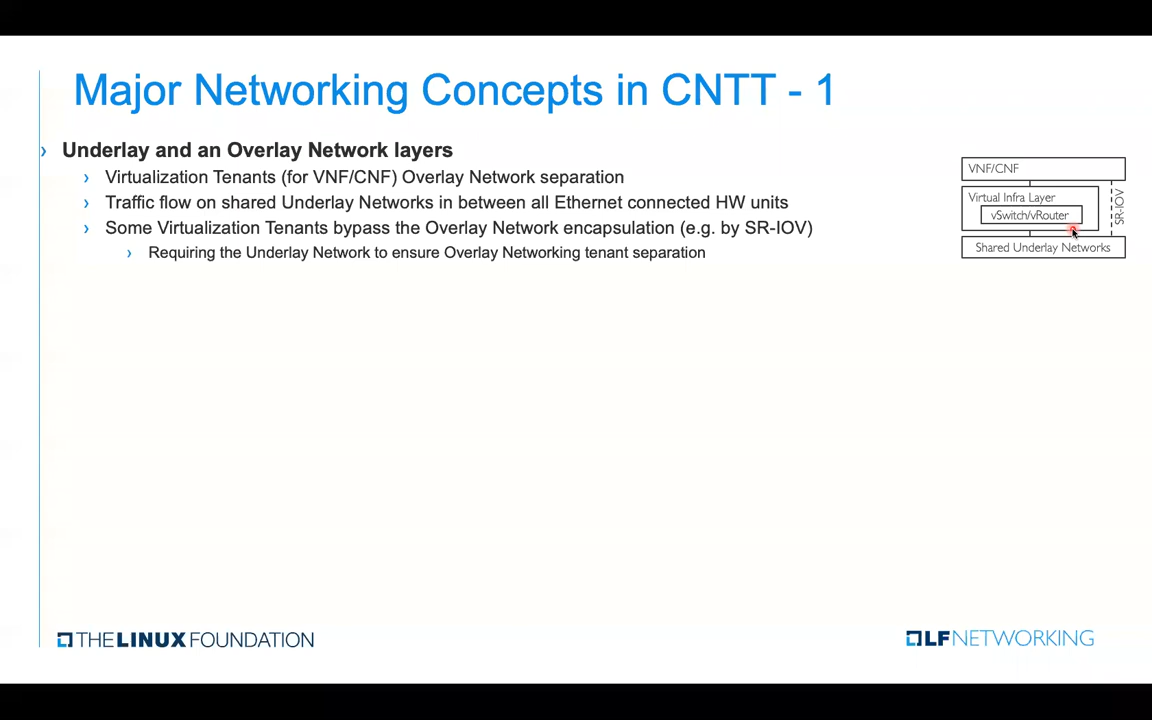 Major Networking Concepts in CNTT - 1
› Underlay and an Overlay Network layers
› Virtualization Tenants (for VNF/CNF) Overlay Network separation
› Traffic flow on shared Underlay Networks in between all Ethernet connected HW units
› Some Virtualization Tenants bypass the Overlay Network encapsulation (e.g. by SR-IOV)
› Requiring the Underlay Network to ensure Overlay Networking tenant separation
VNF/CNF
Virtual Infra Layer
vSwitch/vRouter
SR-IOV
Shared Underlay Networks
THE LINUX FOUNDATION
LF NETWORKING